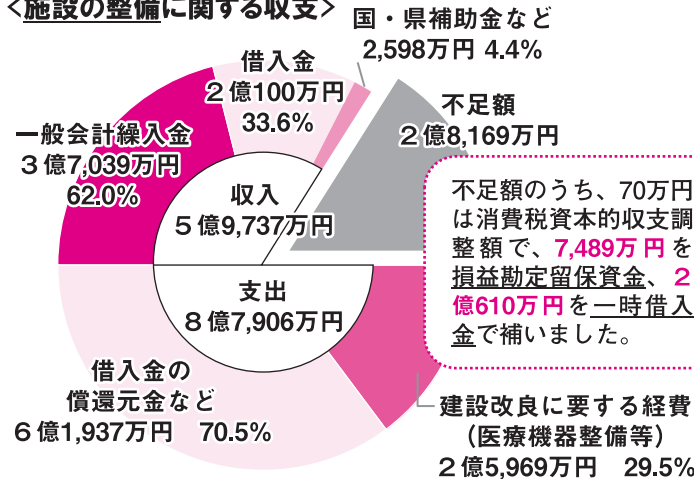 <施設の整備に関する収支>
国・県補助金など
2,598万円 4.4%
借入金
2億100万円
33.6%
不足額
2億8,169万円
一般会計繰入金
3億7,039万円
62.0%
収入
5億9,737万円
不足額のうち、70万円
は消費税資本的収支調
整額で、7,489万円を
損益勘定留保資金、2
億610万円を一時借入
金で補いました。
支出
8億7,906万円
借入金の
償還元金など
6億1,937万円 70.5%
建設改良に要する経費
(医療機器整備等)
2億5,969万円 29.5%